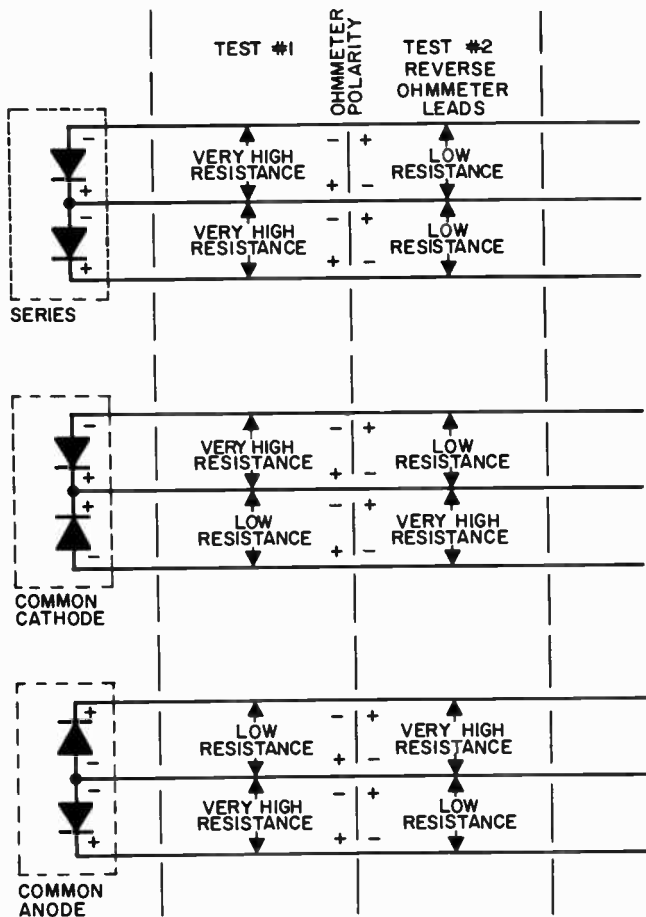 TEST #1
OHMMETER
POLARITY
TEST #2
REVERSE
OHMMETER
LEADS
-
VERY HIGH
RESISTANCE
- +
LOW
RESISTANCE
+
+ -
-
VERY HIGH
RESISTANCE
- +
LOW
RESISTANCE
+
+ -
SERIES
-
VERY HIGH
RESISTANCE
- +
LOW
RESISTANCE
+
+ -
+
LOW
RESISTANCE
- +
VERY HIGH
RESISTANCE
-
+ -
COMMON
CATHODE
+
LOW
RESISTANCE
- +
VERY HIGH
RESISTANCE
-
+ -
-
VERY HIGH
RESISTANCE
- +
LOW
RESISTANCE
+
+ -
COMMON
ANODE